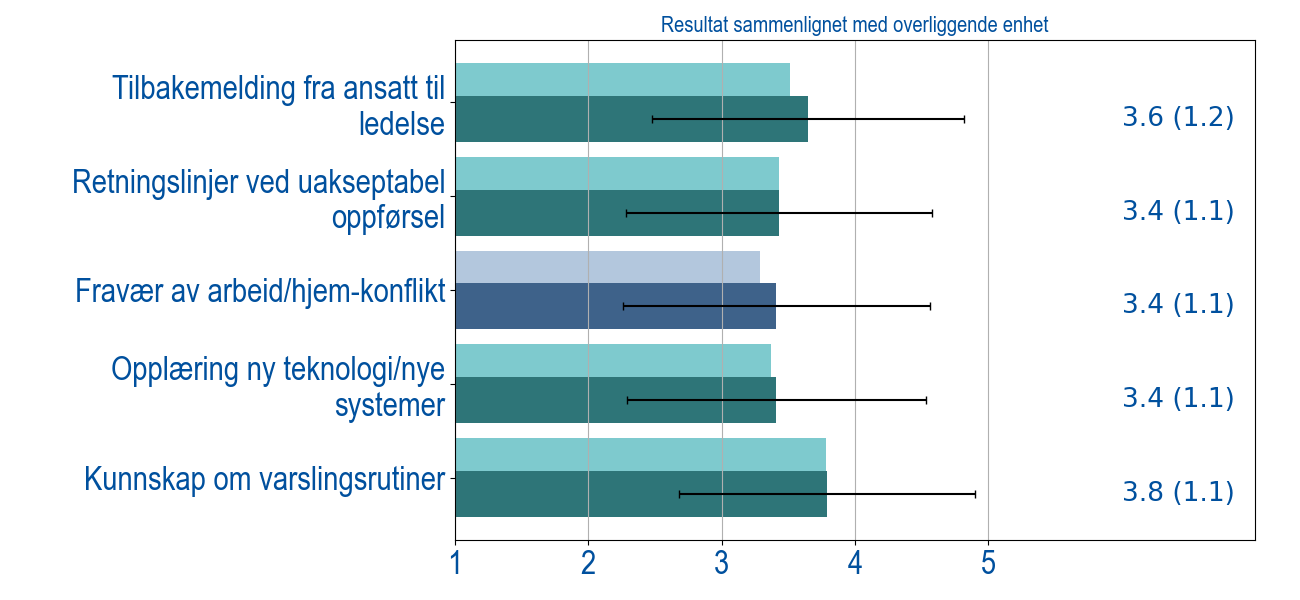 Resultat sammenlignet med overliggende enhet
Tilbakemelding fra ansatt til
ledelse
3.6 (1.2)
Retningslinjer ved uakseptabel
oppførsel
3.4 (1.1)
Fravær av arbeid/hjem-konflikt
3.4 (1.1)
Opplæring ny teknologi/nye
systemer
3.4 (1.1)
Kunnskap om varslingsrutiner
3.8 (1.1)
1 2 3 4 5